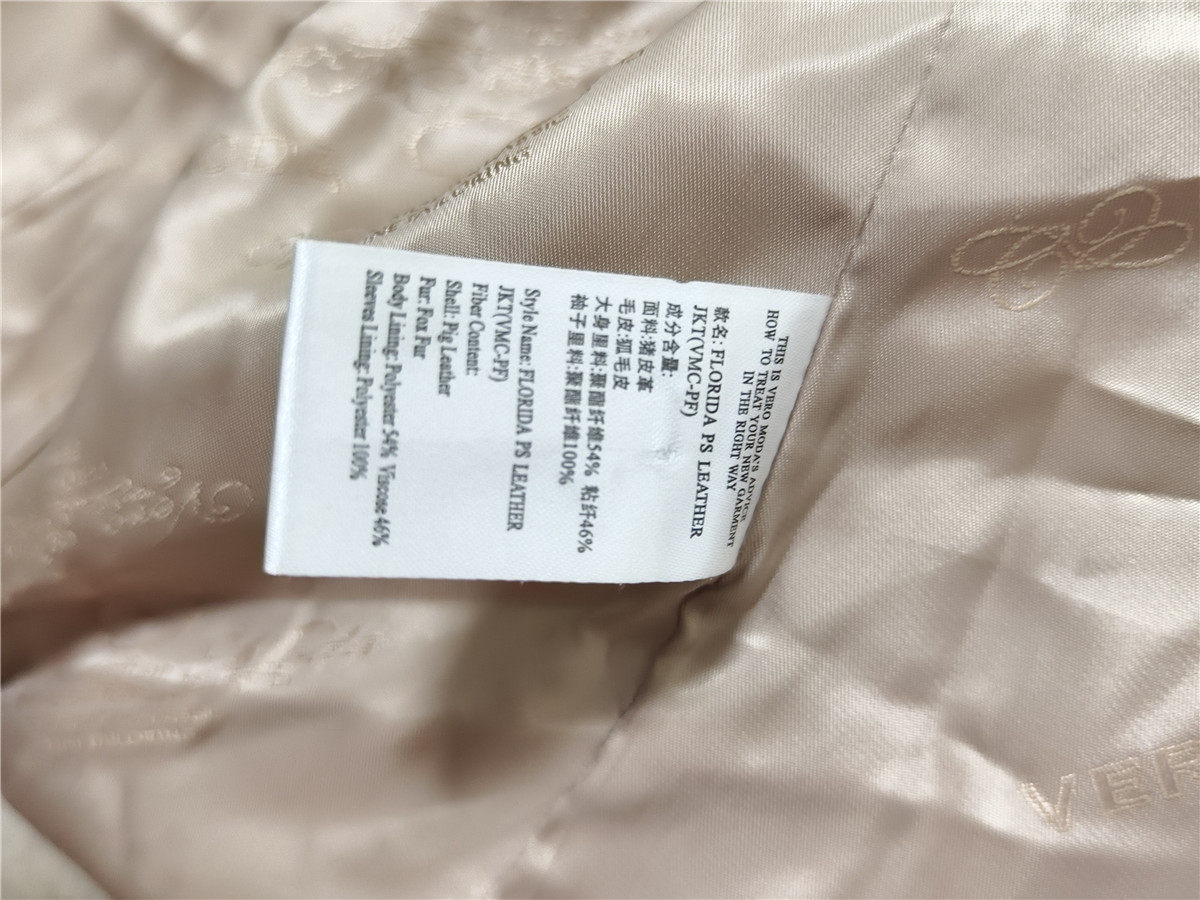 THIS IS VERO MODA'S ADVICE
HOW TO TREAT YOUR NEW GARMENT
IN THE RIGHT WAY
款名: FLORIDA PS LEATHER
JKT(VMC-PF)
成分含量:
面料:猪皮革
毛皮:狐毛皮
大身里料:聚酯纤维54% 粘纤46%
袖子里料:聚酯纤维100%
Style Name: FLORIDA PS LEATHER
JKT(VMC-PF)
Fiber Content:
Shell: Pig Leather
Fur: Fox Fur
Body Lining: Polyester 54% Viscose 46%
Sleeves Lining: Polyester 100%
VER